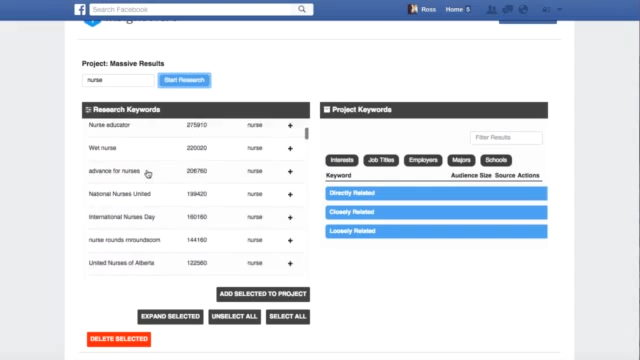 Search Facebook
Ross
Home 5
Project: Massive Results
nurse
Start Research
Research Keywords
Nurse educator 275910 nurse +
Wet nurse 220020 nurse +
advance for nurses 206760 nurse +
National Nurses United 199420 nurse +
International Nurses Day 160160 nurse +
nurse rounds mroundscom 144160 nurse +
United Nurses of Alberta 122560 nurse +
ADD SELECTED TO PROJECT
EXPAND SELECTED UNSELECT ALL SELECT ALL
DELETE SELECTED
Project Keywords
Filter Results
Interests Job Titles Employers Majors Schools
Keyword Audience Size Source Actions
Directly Related
Closely Related
Loosely Related